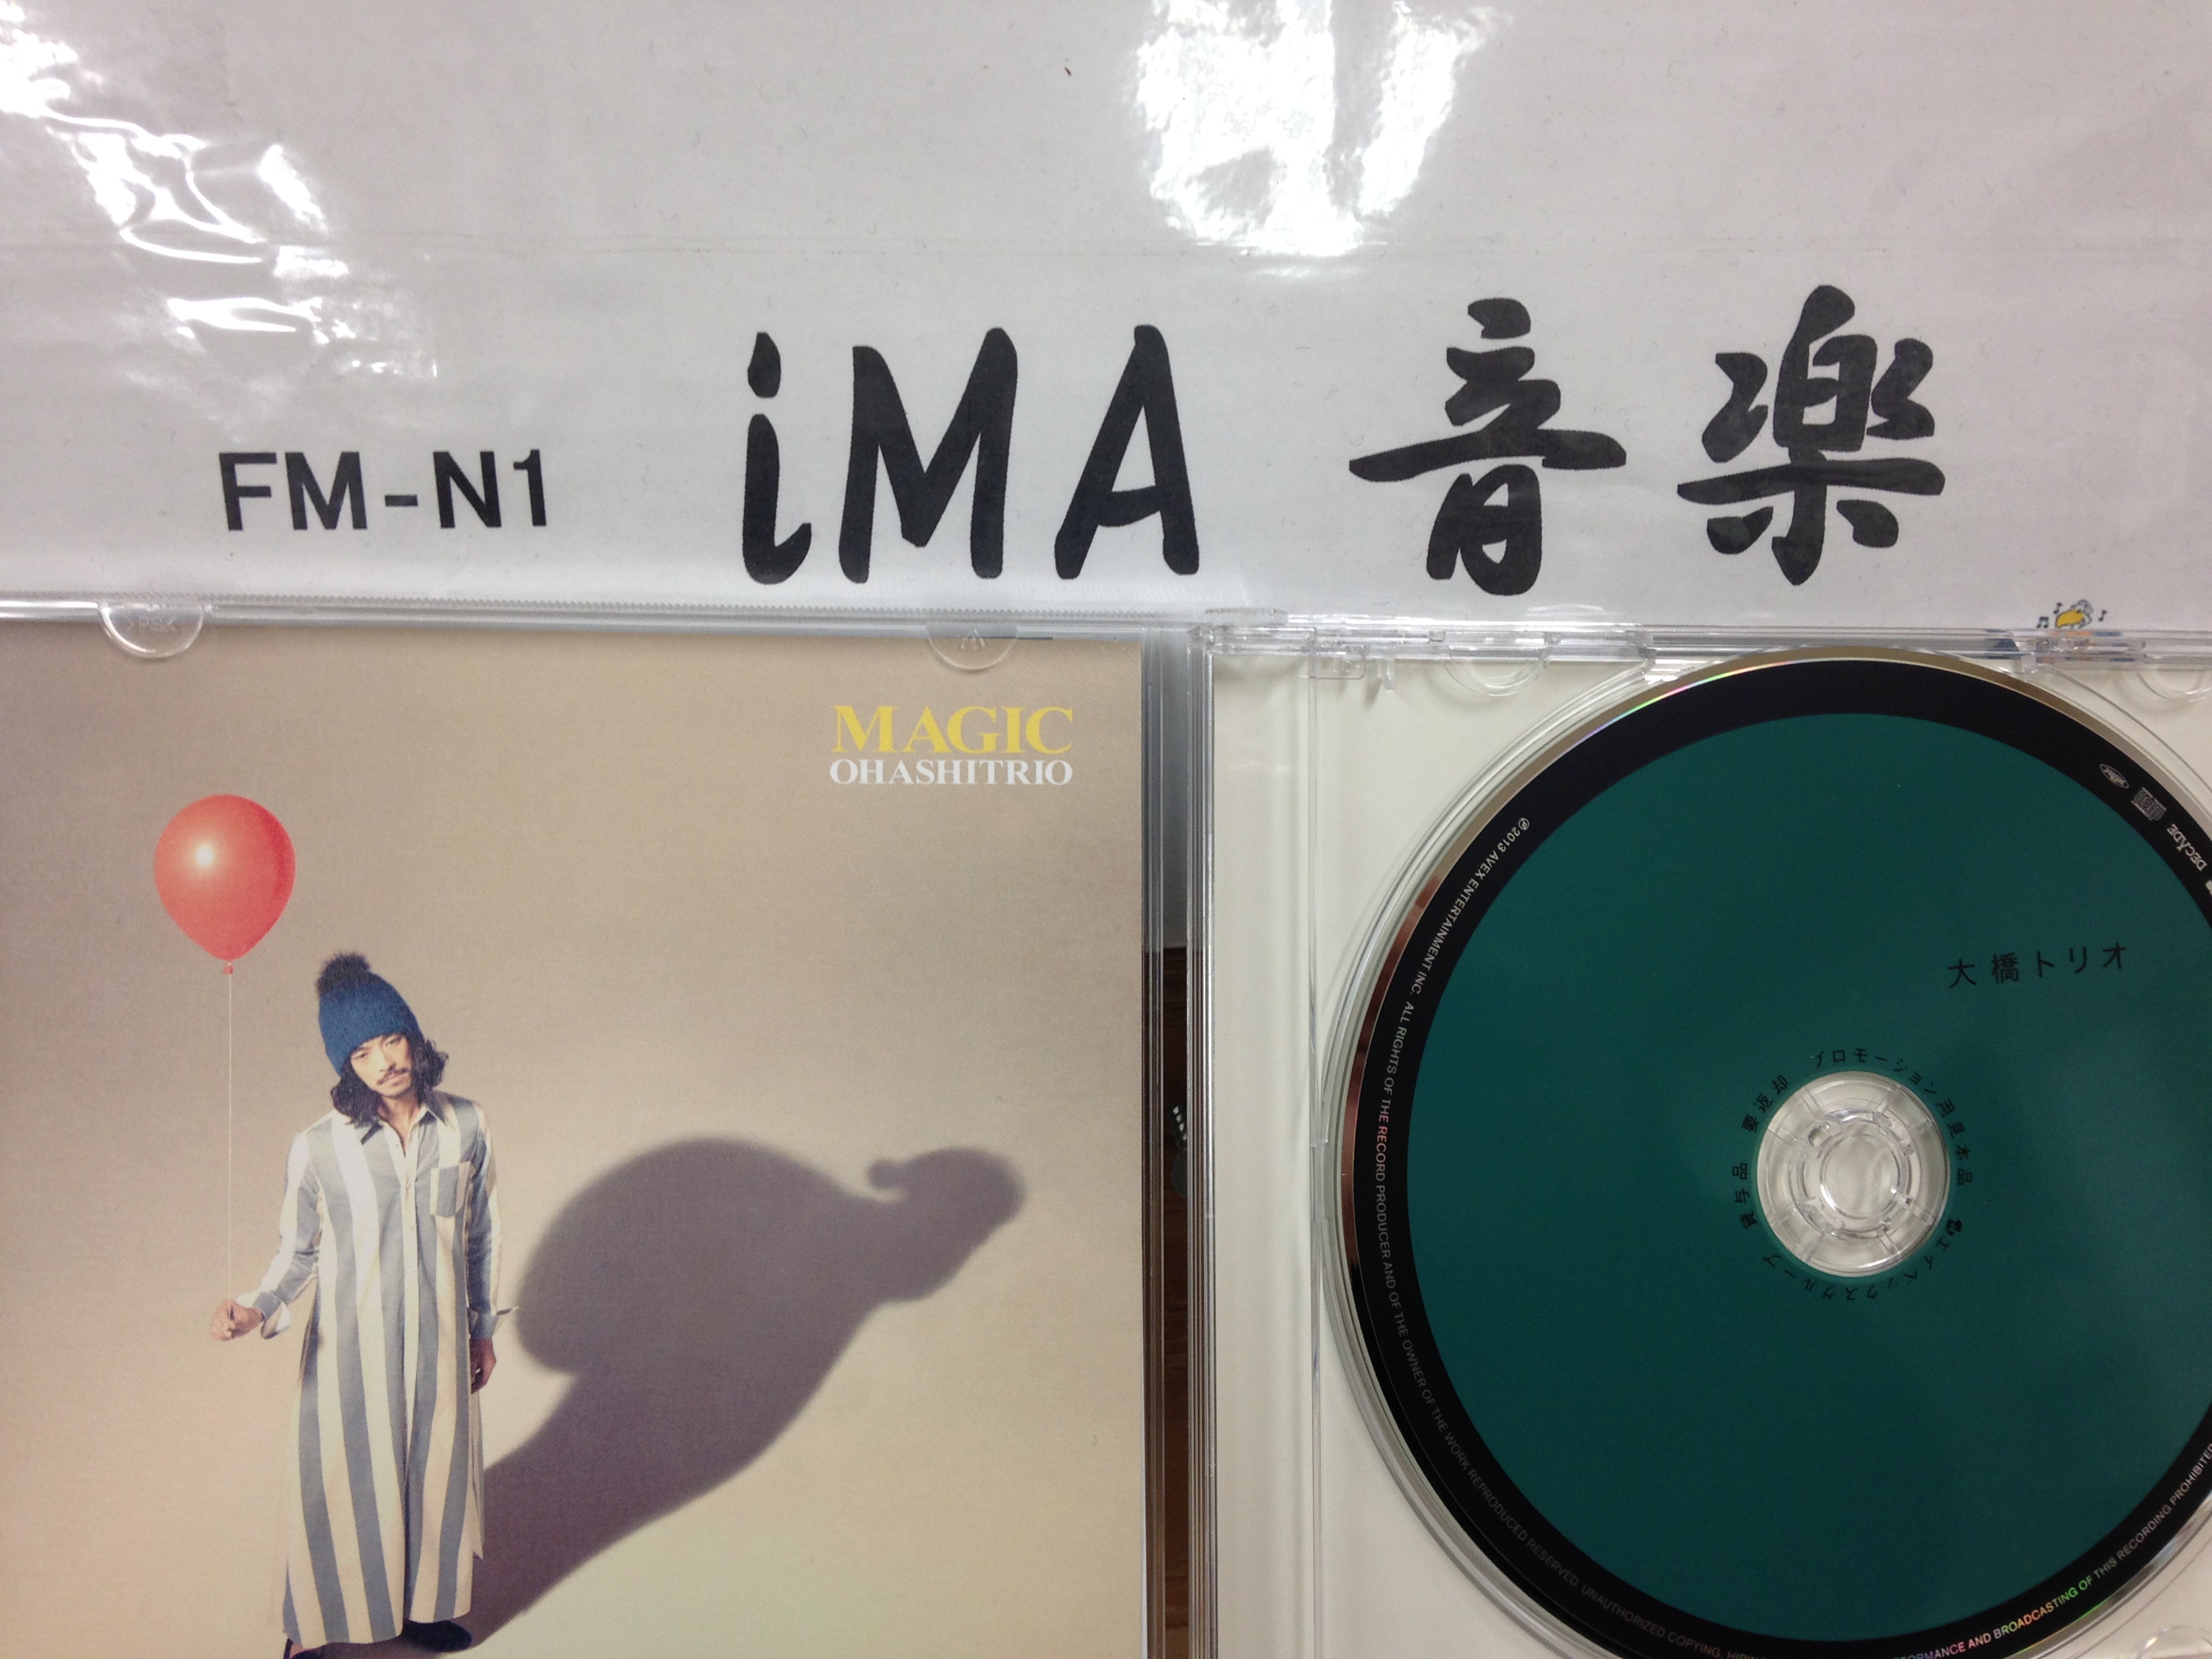 FM-N1 iMA 音楽
>PS<
MAGIC
OHASHITRIO
大橋トリオ
プロモーション用見本品
エイベックスグループ
貸与品 要返却
DECADE
℗2013 AVEX ENTERTAINMENT INC. ALL RIGHTS OF THE RECORD PRODUCER AND OF THE OWNER OF THE WORK REPRODUCED RESERVED. UNAUTHORIZED COPYING,
AND BROADCASTING OF THIS RECORDING PROHIBITED